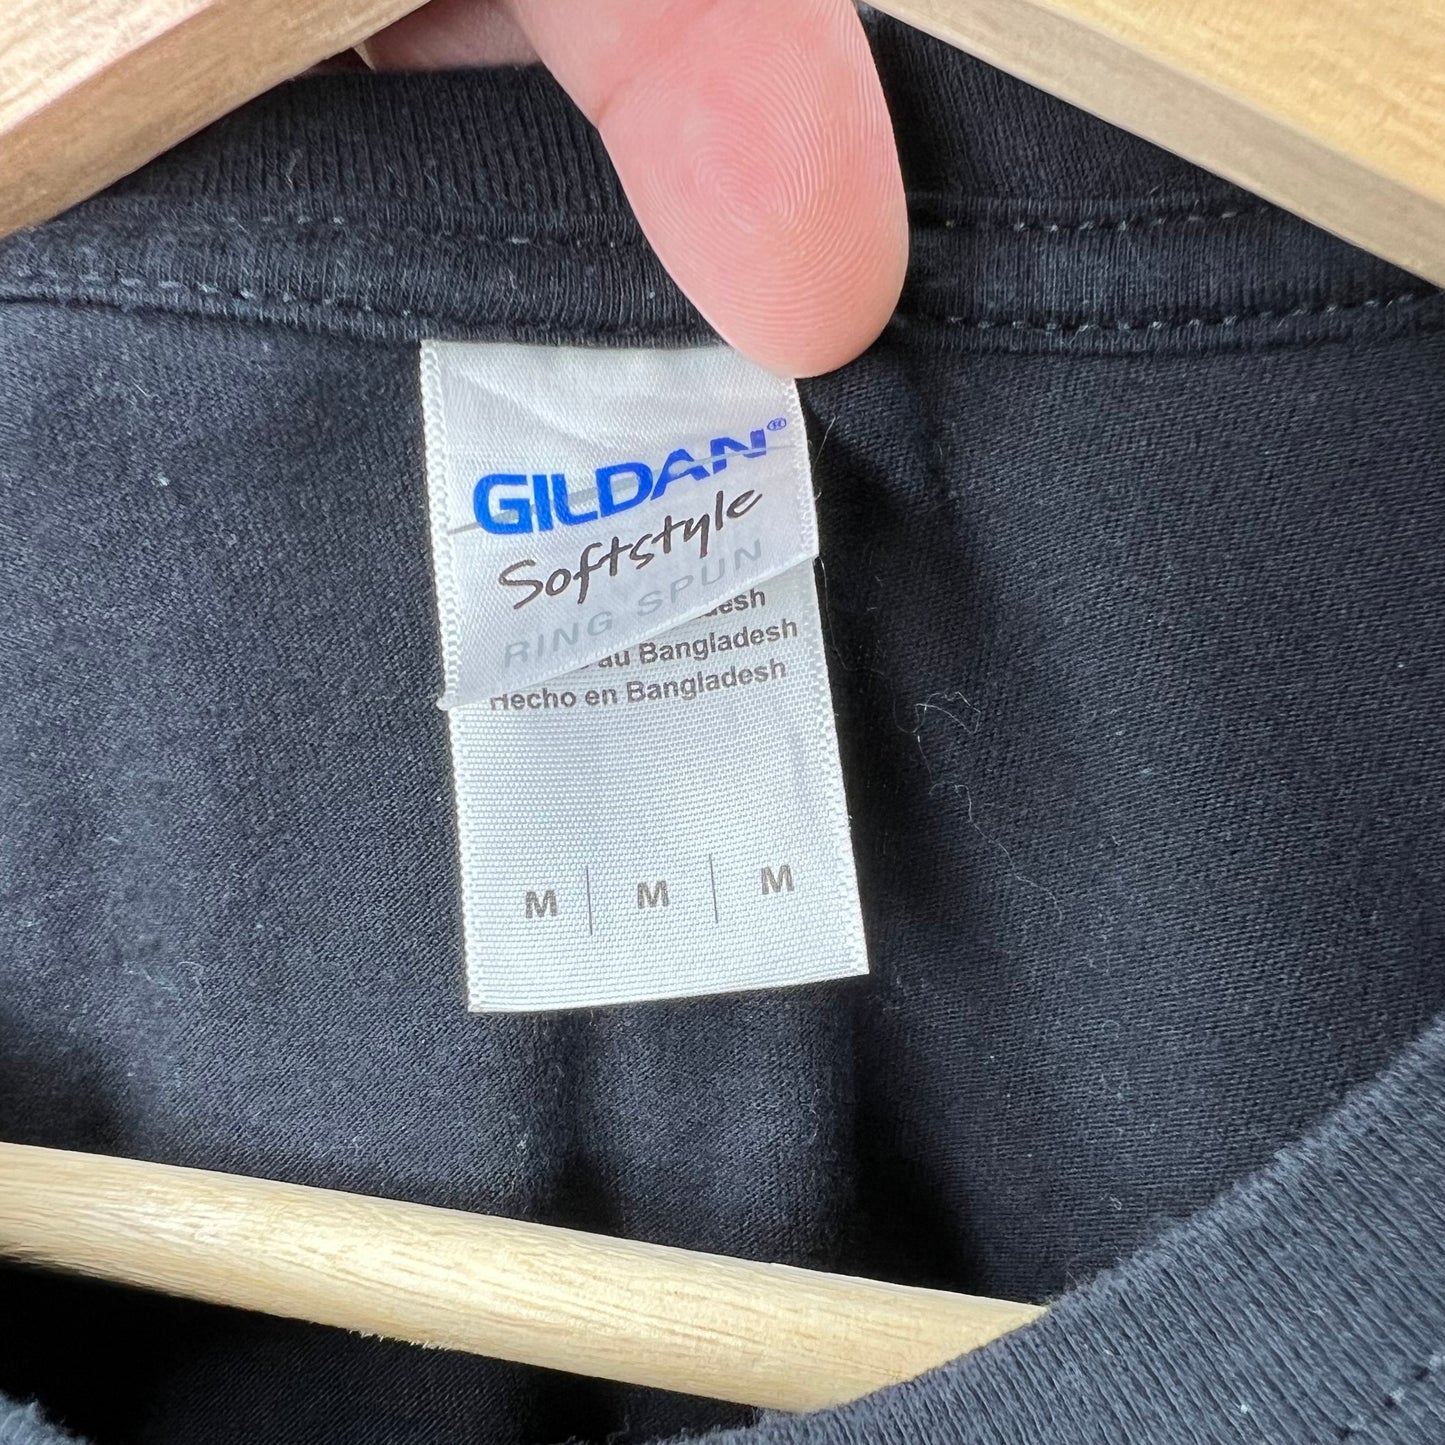 GILDAN®
Softstyle
RING SPUN
au Bangladesh
Hecho en Bangladesh
M | M | M